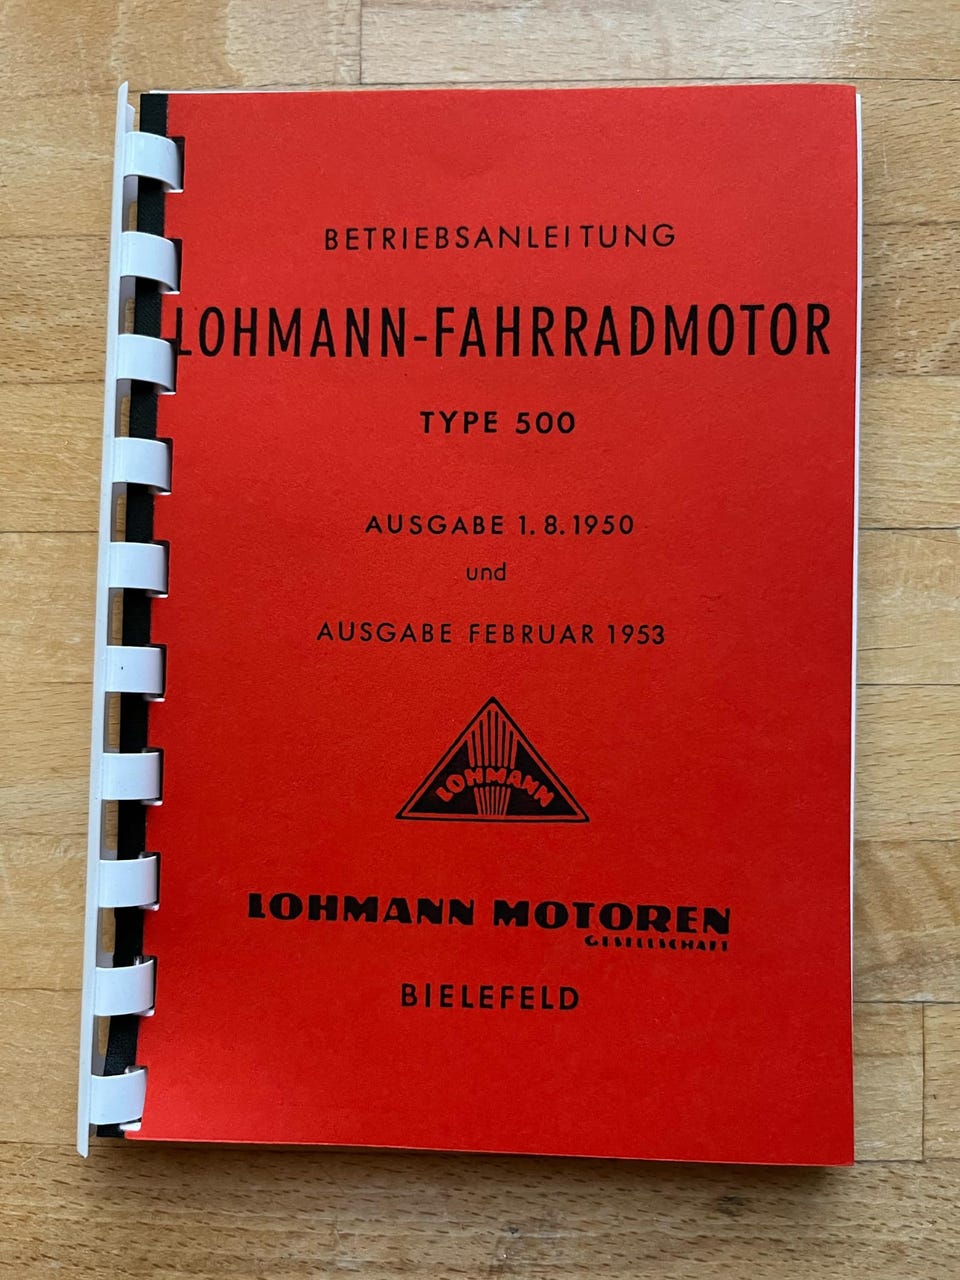 BETRIEBSANLEITUNG
LOHMANN-FAHRRADMOTOR
TYPE 500
AUSGABE 1. 8. 1950
und
AUSGABE FEBRUAR 1953
LOHMANN
LOHMANN MOTOREN
GESELLSCHAFT
BIELEFELD